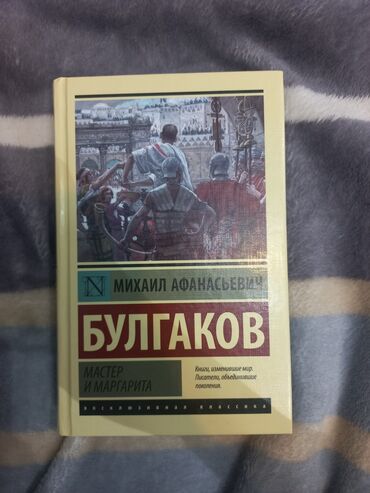 N
МИХАИЛ АФАНАСЬЕВИЧ
БУЛГАКОВ
МАСТЕР
И МАРГАРИТА
Книги, изменившие мир.
Писатели, объединившие
поколения.
ЭКСКЛЮЗИВНАЯ КЛАССИКА